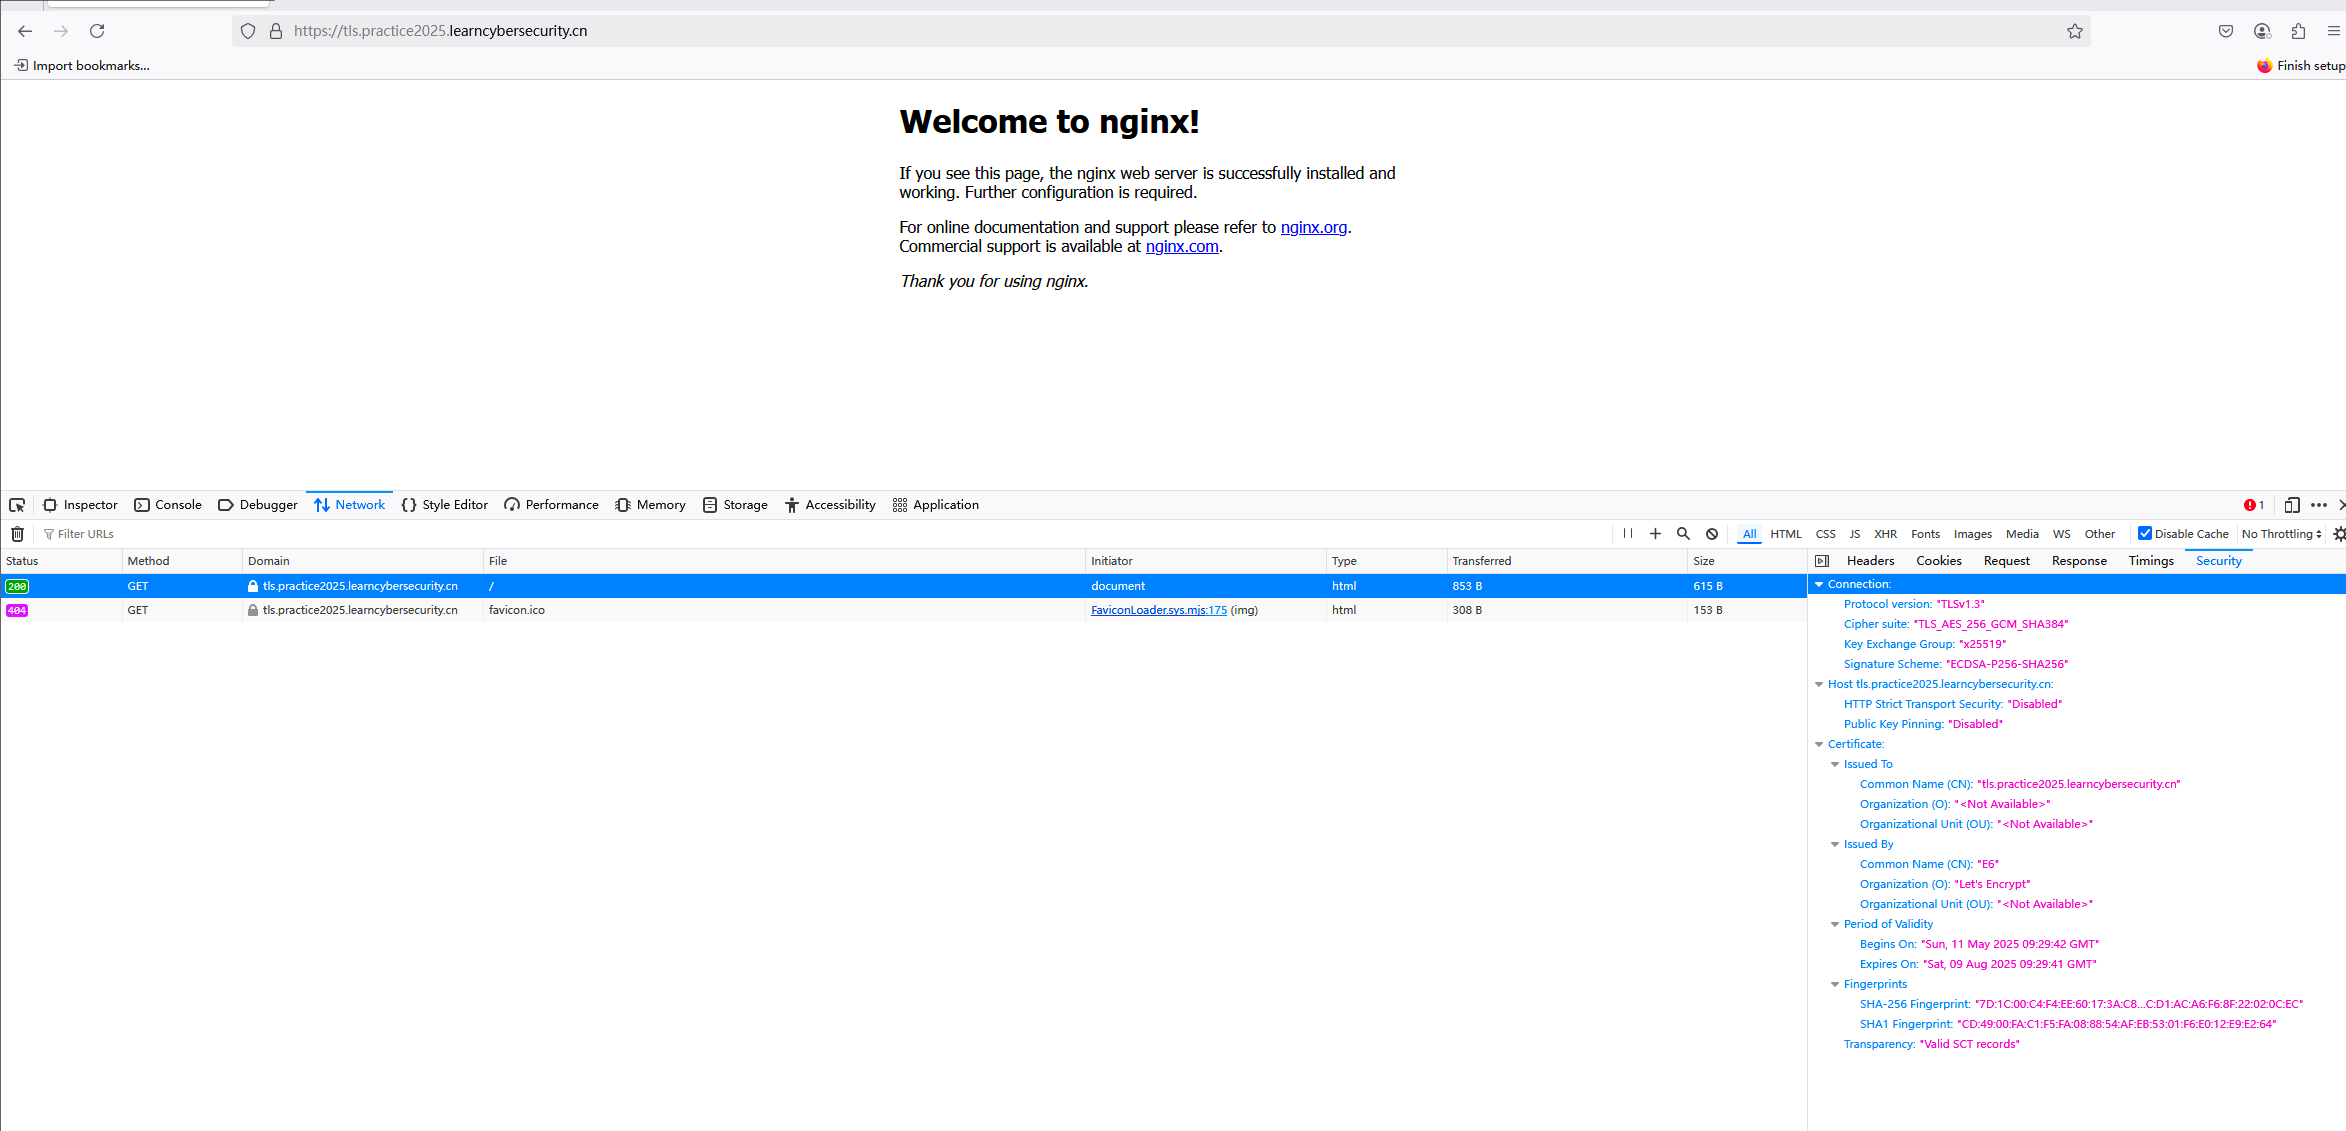 https://tls.practice2025.learncybersecurity.cn
Import bookmarks...
Finish setup
Welcome to nginx!
If you see this page, the nginx web server is successfully installed and
working. Further configuration is required.
For online documentation and support please refer to nginx.org.
Commercial support is available at nginx.com.
Thank you for using nginx.
Inspector Console Debugger Network Style Editor Performance Memory Storage Accessibility Application 1
Filter URLs All HTML CSS JS XHR Fonts Images Media WS Other Disable Cache No Throttling
Status Method Domain File Initiator Type Transferred Size
200 GET tls.practice2025.learncybersecurity.cn / document html 853 B 615 B
404 GET tls.practice2025.learncybersecurity.cn favicon.ico FaviconLoader.sys.mjs:175 (img) html 308 B 153 B
Headers Cookies Request Response Timings Security
Connection:
Protocol version: "TLSv1.3"
Cipher suite: "TLS_AES_256_GCM_SHA384"
Key Exchange Group: "x25519"
Signature Scheme: "ECDSA-P256-SHA256"
Host tls.practice2025.learncybersecurity.cn:
HTTP Strict Transport Security: "Disabled"
Public Key Pinning: "Disabled"
Certificate:
Issued To
Common Name (CN): "tls.practice2025.learncybersecurity.cn"
Organization (O): "<Not Available>"
Organizational Unit (OU): "<Not Available>"
Issued By
Common Name (CN): "E6"
Organization (O): "Let's Encrypt"
Organizational Unit (OU): "<Not Available>"
Period of Validity
Begins On: "Sun, 11 May 2025 09:29:42 GMT"
Expires On: "Sat, 09 Aug 2025 09:29:41 GMT"
Fingerprints
SHA-256 Fingerprint: "7D:1C:00:C4:F4:EE:60:17:3A:C8...C:D1:AC:A6:F6:8F:22:02:0C:EC"
SHA1 Fingerprint: "CD:49:00:FA:C1:F5:FA:08:88:54:AF:EB:53:01:F6:E0:12:E9:E2:64"
Transparency: "Valid SCT records"